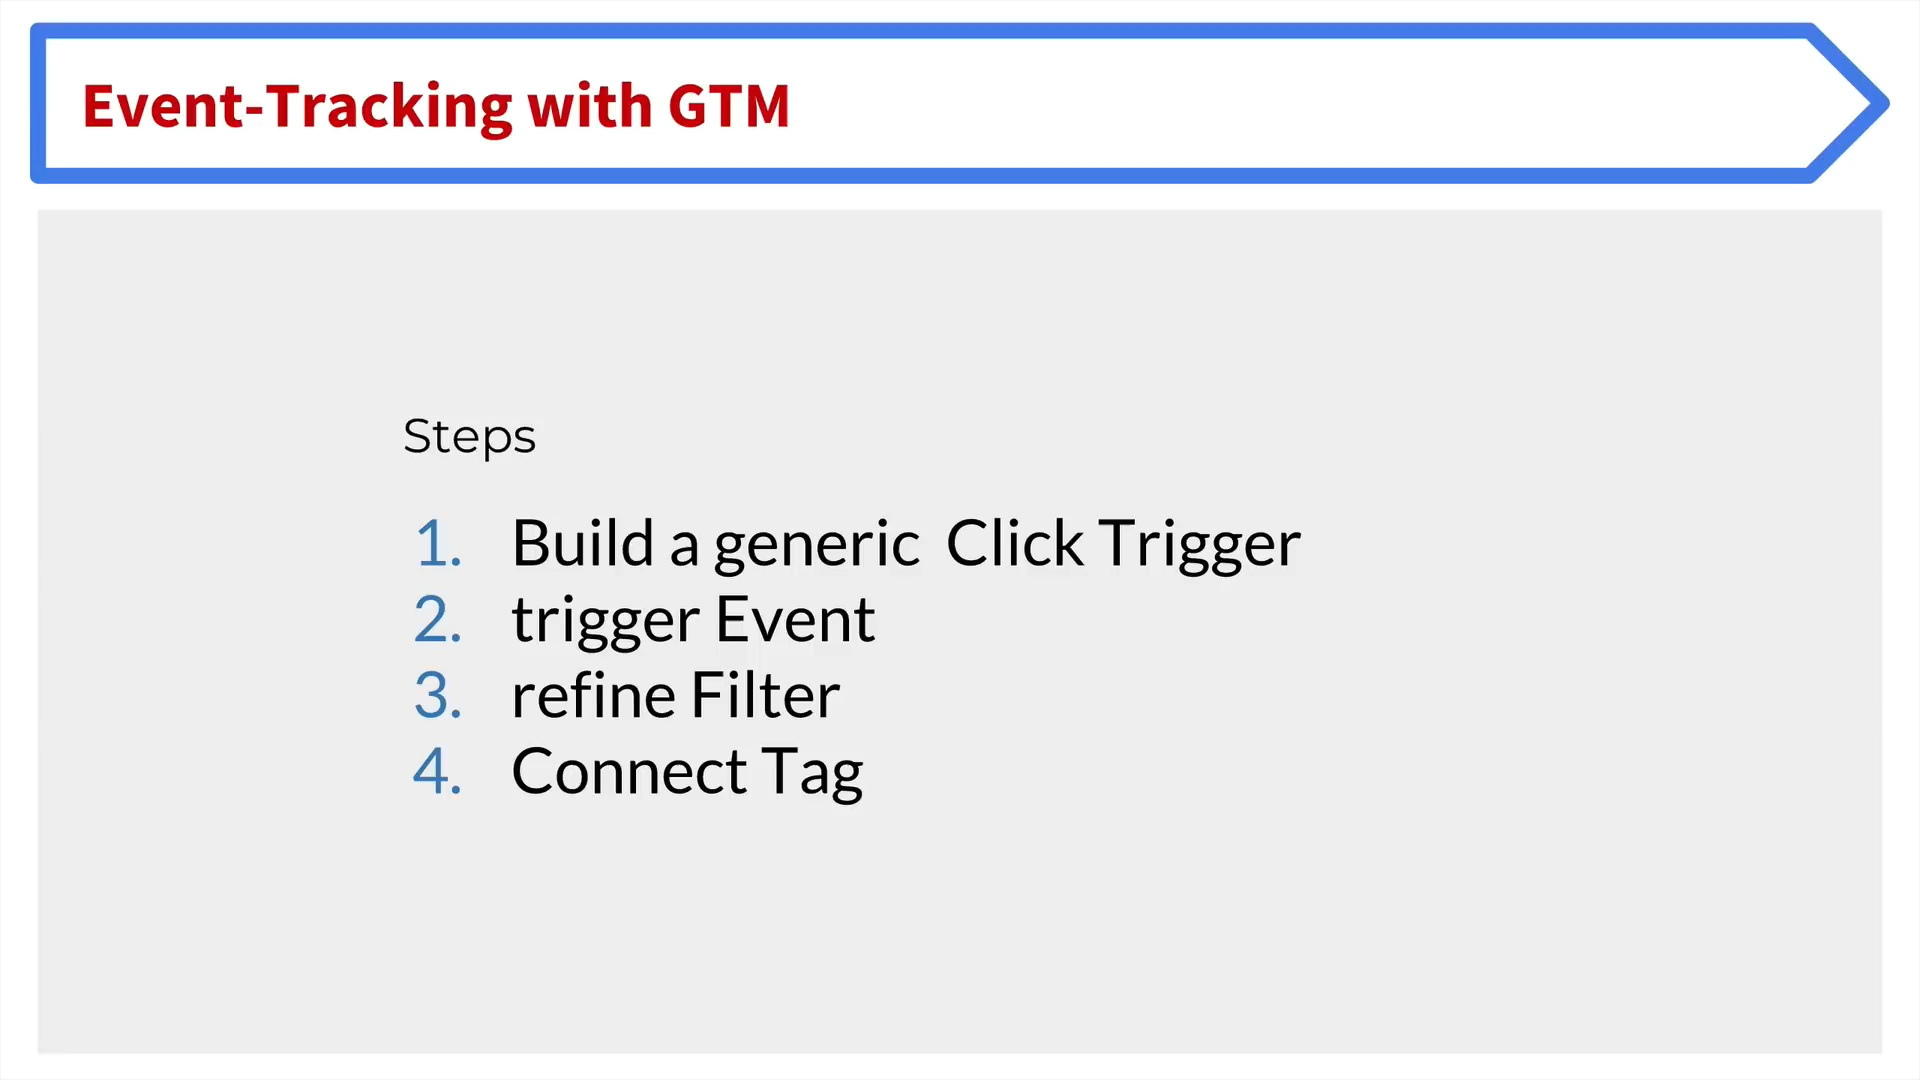 Event-Tracking with GTM
Steps
1. Build a generic  Click Trigger
2. trigger Event
3. refine Filter
4. Connect Tag